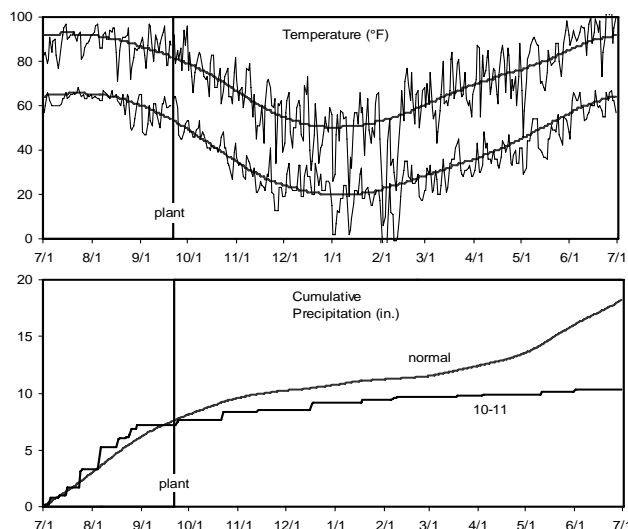 Temperature (°F)
100
80
60
40
20
0
plant
7/1 8/1 9/1 10/1 11/1 12/1 1/1 2/1 3/1 4/1 5/1 6/1 7/1
Cumulative
Precipitation (in.)
20
15
10
5
0
normal
10-11
plant
7/1 8/1 9/1 10/1 11/1 12/1 1/1 2/1 3/1 4/1 5/1 6/1 7/1